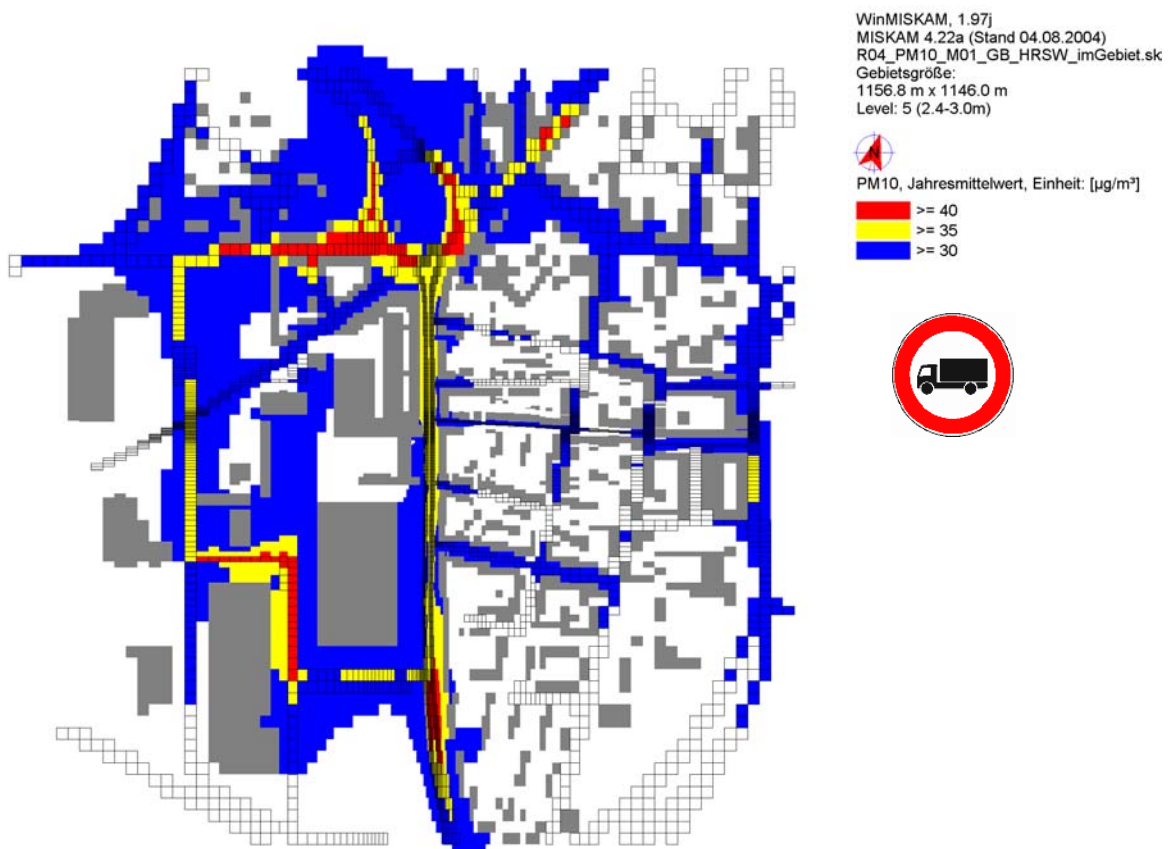 WinMISKAM, 1.97j
MISKAM 4.22a (Stand 04.08.2004)
R04_PM10_M01_GB_HRSW_imGebiet.sk
Gebietsgröße:
1156.8 m x 1146.0 m
Level: 5 (2.4-3.0m)
N
PM10, Jahresmittelwert, Einheit: [µg/m³]
>= 40
>= 35
>= 30